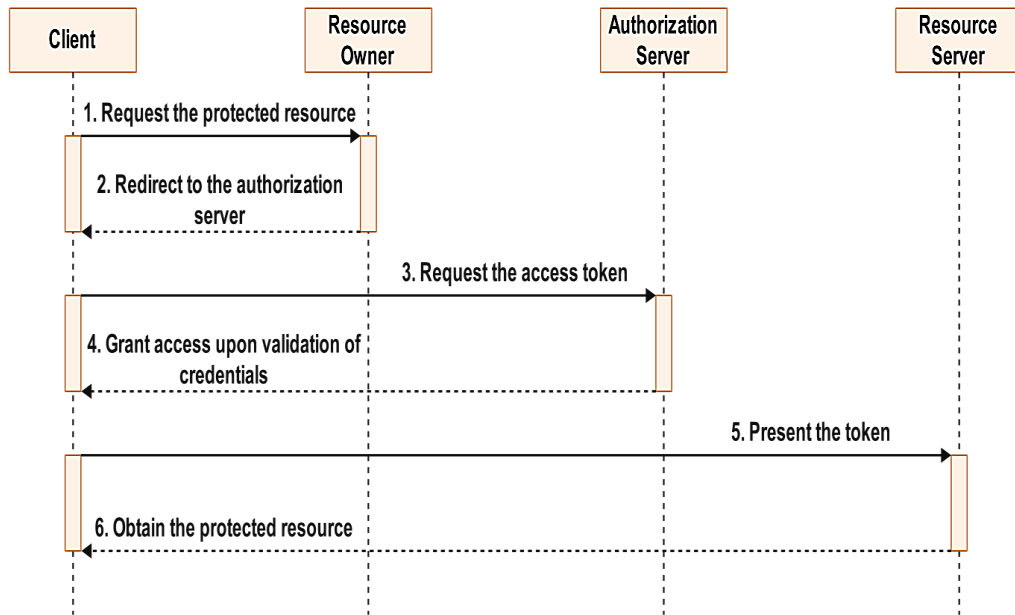 Client
Resource
Owner
Authorization
Server
Resource
Server
1. Request the protected resource
2. Redirect to the authorization
server
3. Request the access token
4. Grant access upon validation of
credentials
5. Present the token
6. Obtain the protected resource